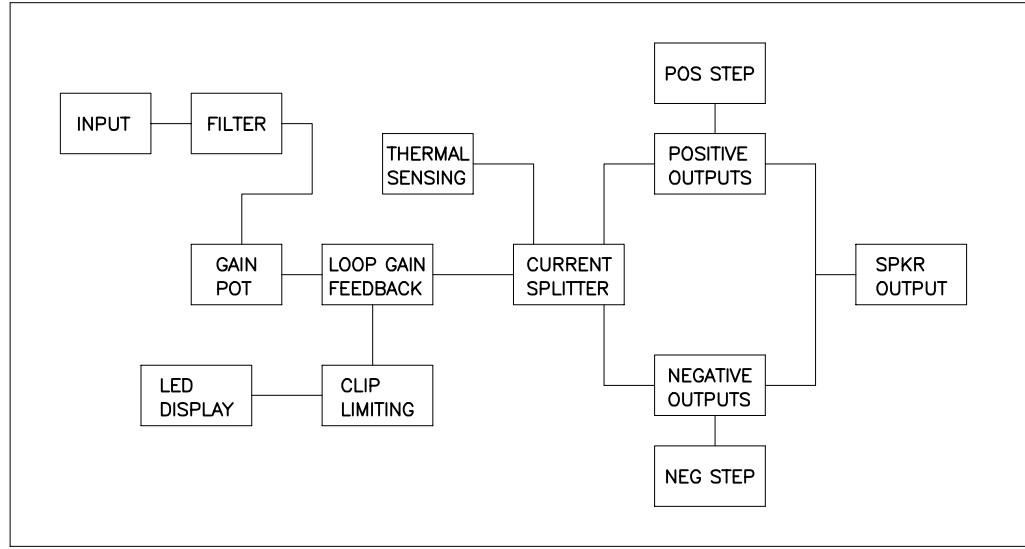 POS STEP
INPUT
FILTER
THERMAL
SENSING
POSITIVE
OUTPUTS
GAIN
POT
LOOP GAIN
FEEDBACK
CURRENT
SPLITTER
SPKR
OUTPUT
LED
DISPLAY
CLIP
LIMITING
NEGATIVE
OUTPUTS
NEG STEP